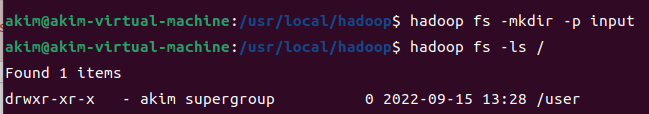 akim@akim-virtual-machine:/usr/local/hadoop$ hadoop fs -mkdir -p input
akim@akim-virtual-machine:/usr/local/hadoop$ hadoop fs -ls /
Found 1 items
drwxr-xr-x   - akim supergroup          0 2022-09-15 13:28 /user